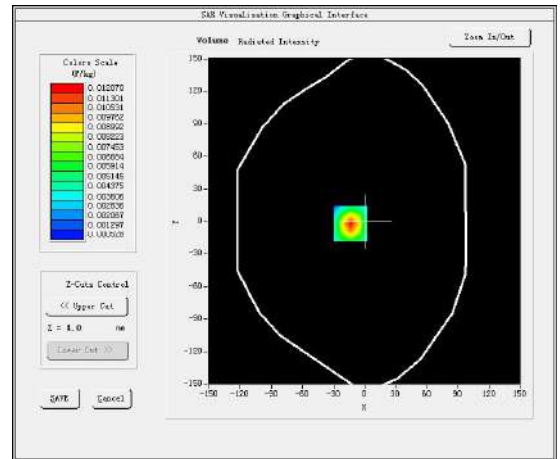 SAR Visualisation Graphical Interface
Volume Radiated Intensity
Zoom In/Out
Colors Scale
(W/kg)
0.012070
0.011301
0.010531
0.009762
0.008992
0.008223
0.007453
0.006684
0.005914
0.005145
0.004375
0.003606
0.002836
0.002067
0.001297
0.000528
150
120
90
60
30
0
-30
-60
-90
-120
-150
Y
-150 -120 -90 -60 -30 0 30 60 90 120 150
X
Z-Cuts Control
<< Upper Cut
Z = 1.0 mm
Lower Cut >>
SAVE Cancel